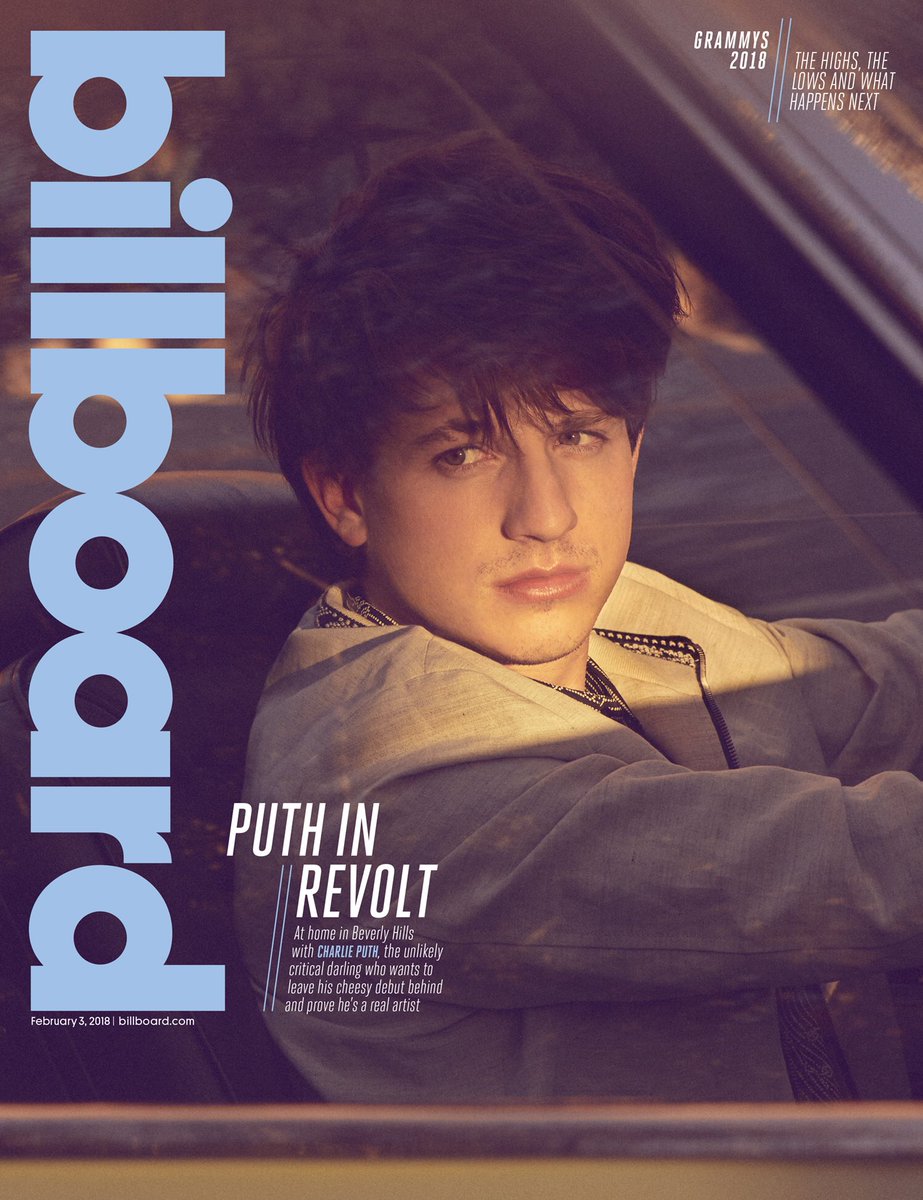 billboard
GRAMMYS
2018
THE HIGHS, THE
LOWS AND WHAT
HAPPENS NEXT
PUTH IN
REVOLT
At home in Beverly Hills
with CHARLIE PUTH, the unlikely
critical darling who wants to
leave his cheesy debut behind
and prove he's a real artist
February 3, 2018 | billboard.com